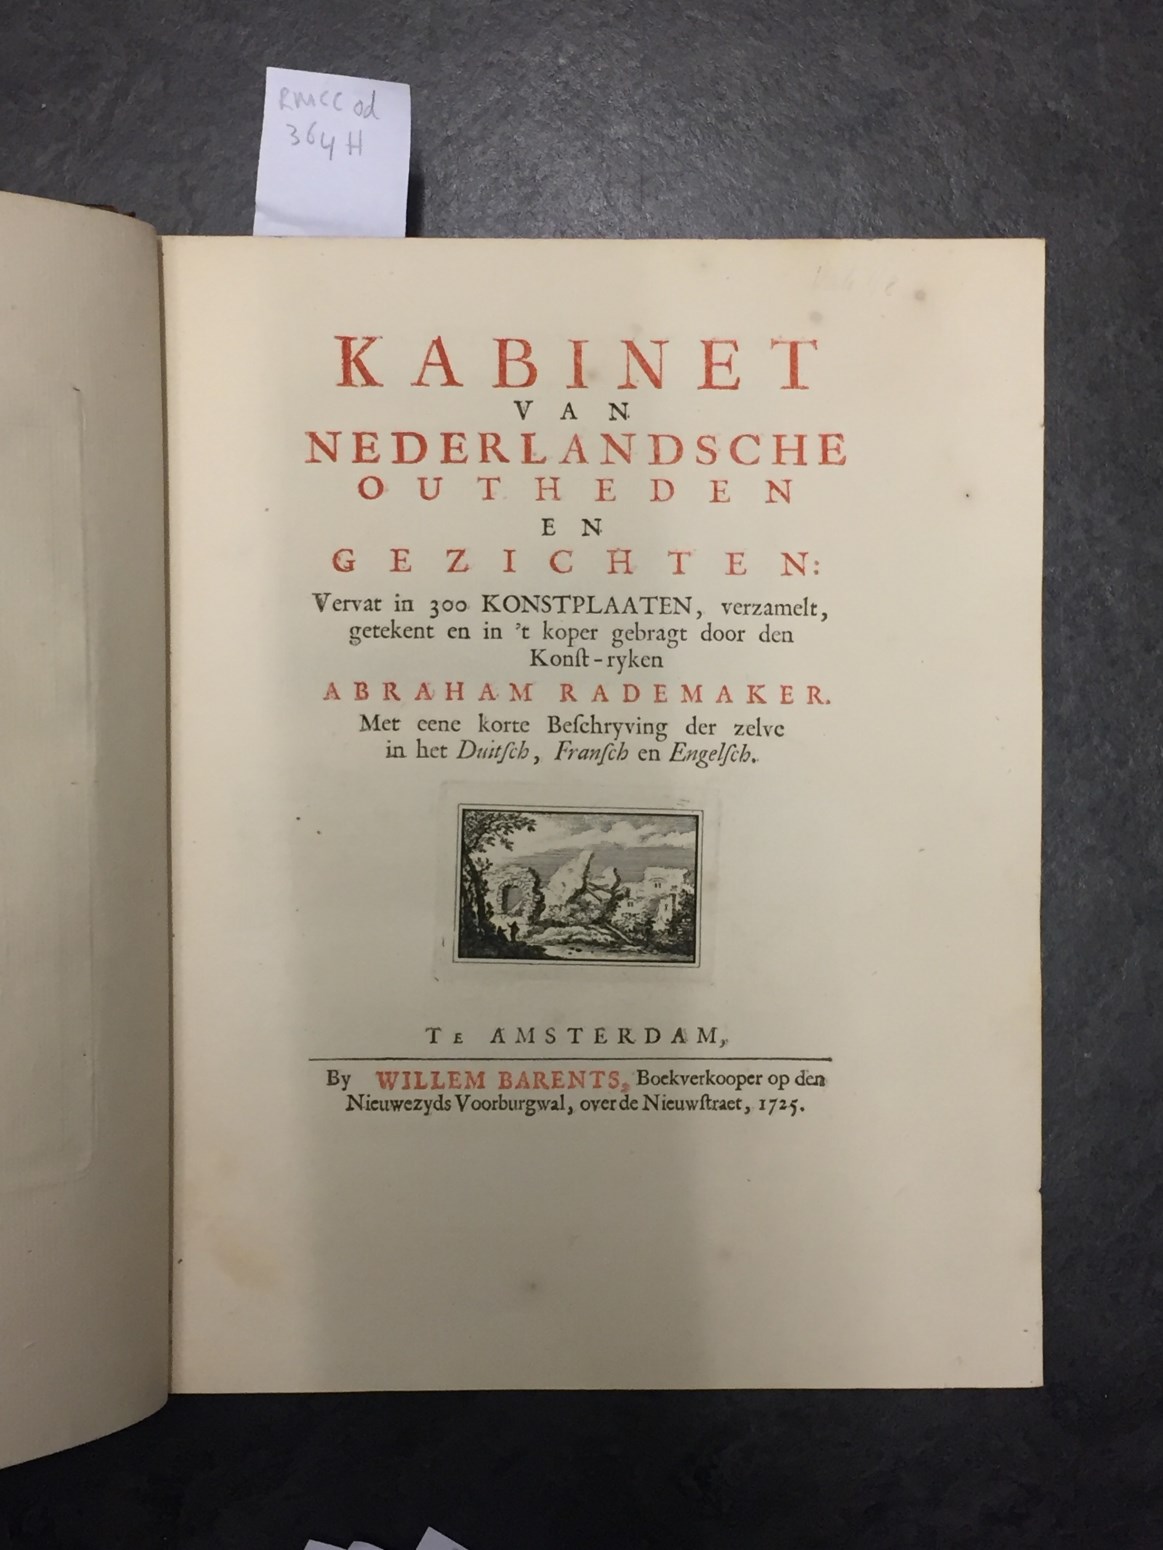 RMCC od
364 H
KABINET
VAN
NEDERLANDSCHE
OUTHEDEN
EN
GEZICHTEN:
Vervat in 300 KONSTPLAATEN, verzamelt,
getekent en in 't koper gebragt door den
Konſt-ryken
ABRAHAM RADEMAKER.
Met eene korte Beſchryving der zelve
in het Duitſch, Franſch en Engelſch.
TE AMSTERDAM,
By WILLEM BARENTS, Boekverkooper op den
Nieuwezyds Voorburgwal, over de Nieuwſtraet, 1725.